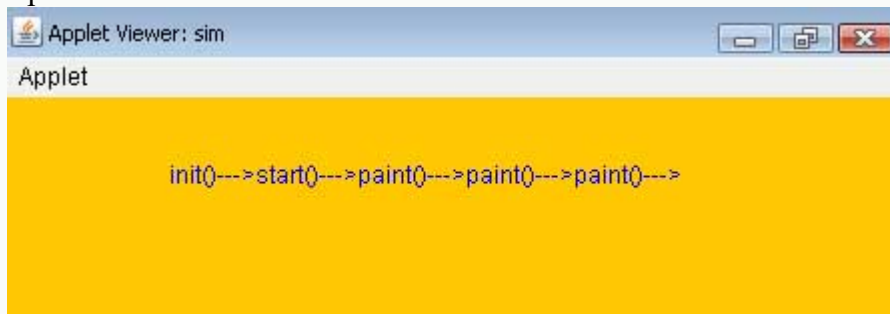 Applet Viewer: sim
Applet
init()--->start()--->paint()--->paint()--->paint()--->